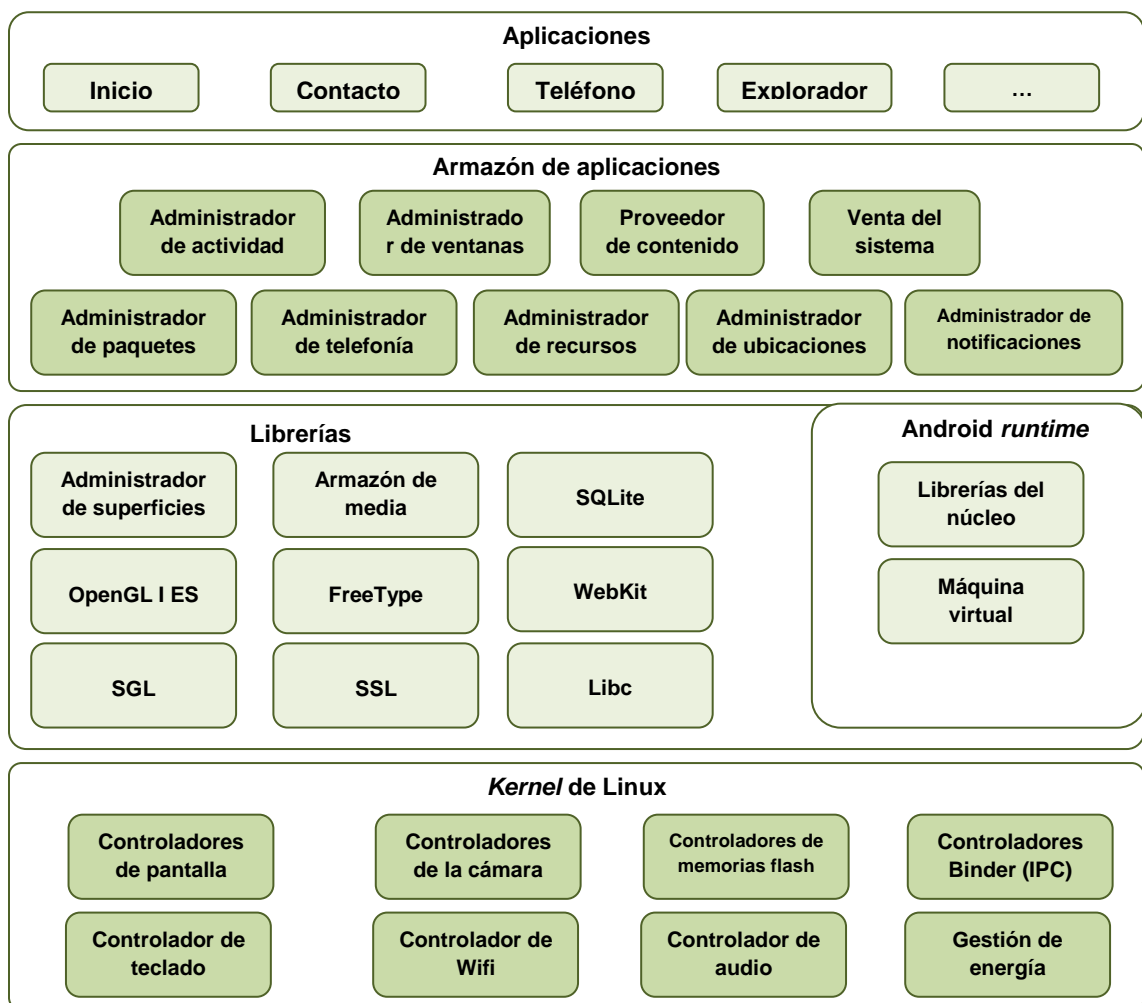 Aplicaciones
Inicio
Contacto
Teléfono
Explorador
…
Armazón de aplicaciones
Administrador
de actividad
Administrado
r de ventanas
Proveedor
de contenido
Venta del
sistema
Administrador
de paquetes
Administrador
de telefonía
Administrador
de recursos
Administrador
de ubicaciones
Administrador de
notificaciones
Librerías
Administrador
de superficies
Armazón de
media
SQLite
OpenGL I ES
FreeType
WebKit
SGL
SSL
Libc
Android runtime
Librerías del
núcleo
Máquina
virtual
Kernel de Linux
Controladores
de pantalla
Controladores
de la cámara
Controladores de
memorias flash
Controladores
Binder (IPC)
Controlador de
teclado
Controlador de
Wifi
Controlador de
audio
Gestión de
energía